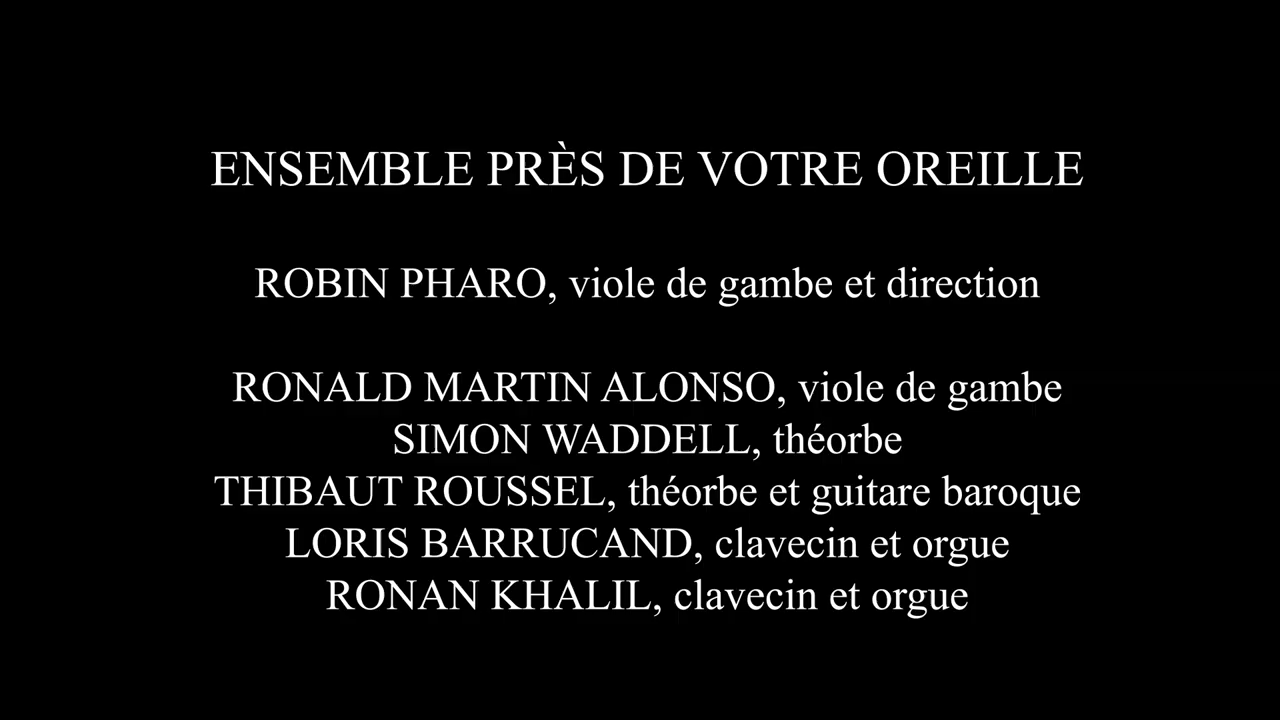 ENSEMBLE PRÈS DE VOTRE OREILLE
ROBIN PHARO, viole de gambe et direction
RONALD MARTIN ALONSO, viole de gambe
SIMON WADDELL, théorbe
THIBAUT ROUSSEL, théorbe et guitare baroque
LORIS BARRUCAND, clavecin et orgue
RONAN KHALIL, clavecin et orgue